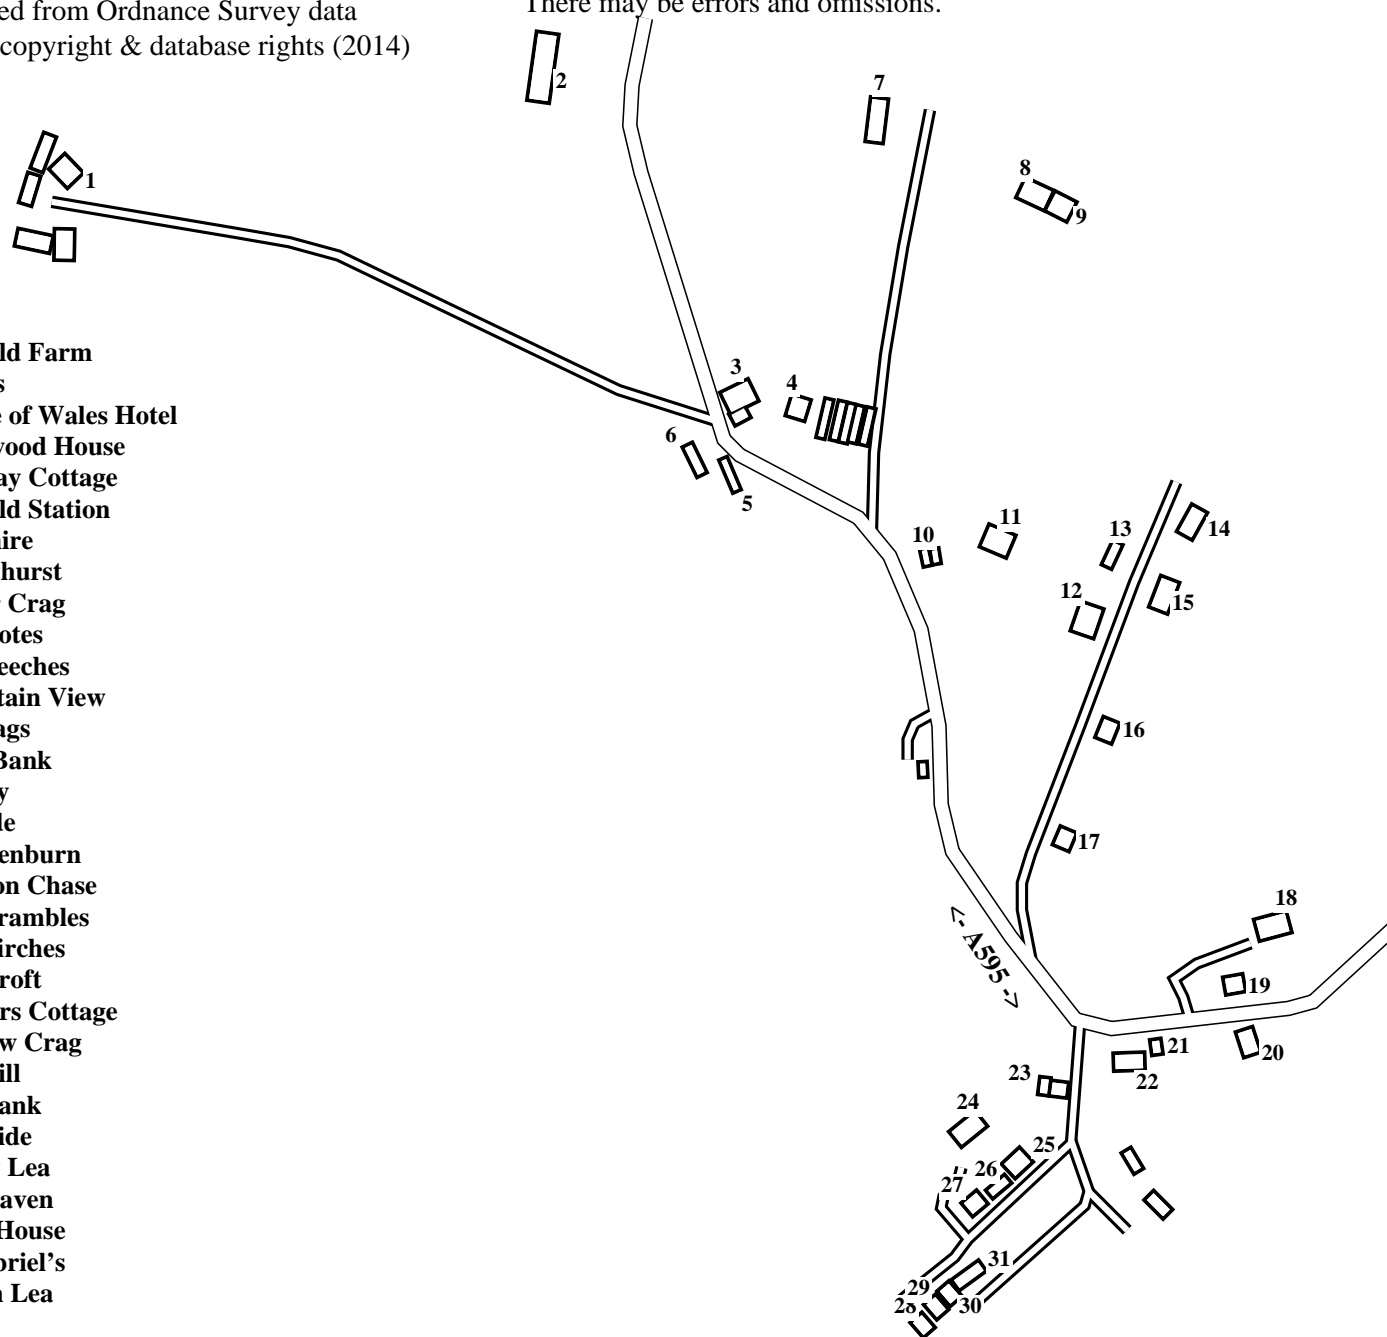 ed from Ordnance Survey data
copyright & database rights (2014)
There may be errors and omissions.
2
7
1
8
9
3
4
6
5
10
11
13
14
12
15
16
17
<- A595 ->
18
19
21
20
22
23
24
25
26
27
31
29
28
30
ld Farm
s
e of Wales Hotel
wood House
ay Cottage
ld Station
ire
hurst
r Crag
otes
eeches
tain View
ags
Bank
y
le
enburn
on Chase
rambles
irches
roft
rs Cottage
w Crag
ill
ank
ide
Lea
aven
House
briel's
n Lea